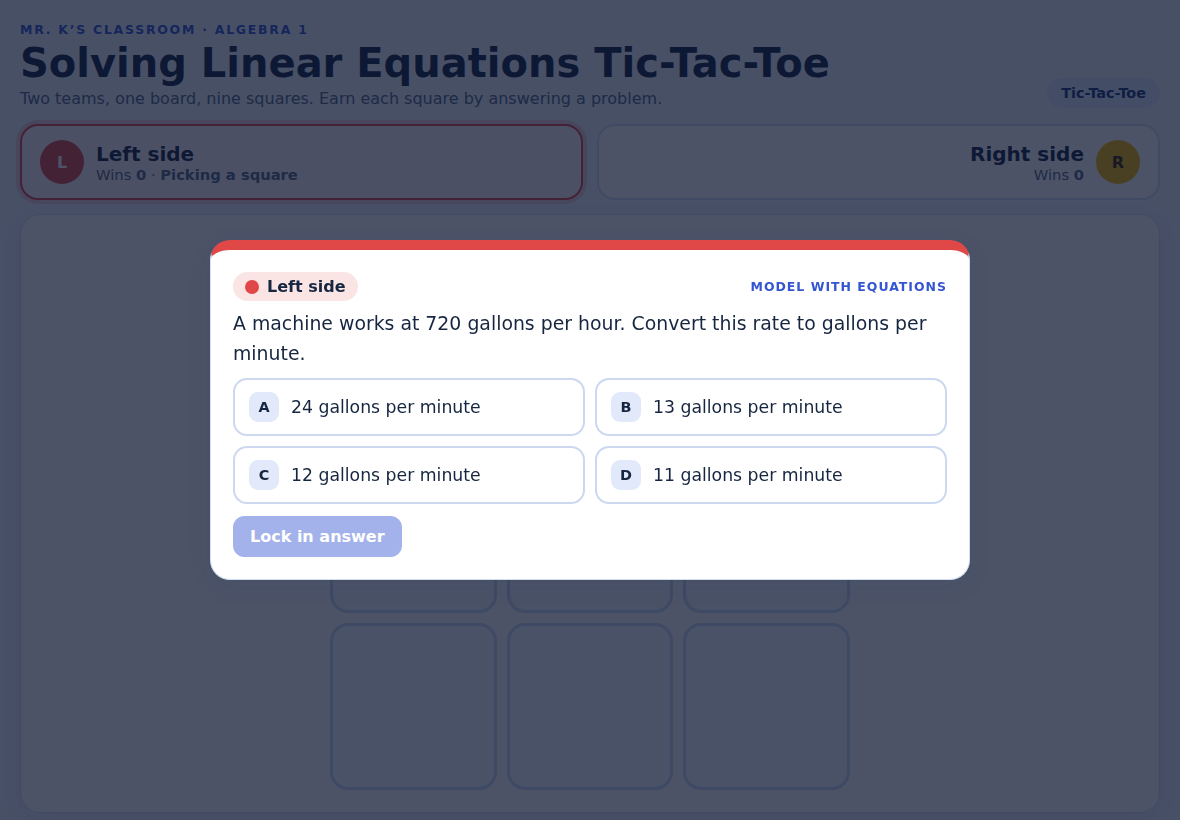 MR. K’S CLASSROOM · ALGEBRA 1
Solving Linear Equations Tic-Tac-Toe
Two teams, one board, nine squares. Earn each square by answering a problem.
Tic-Tac-Toe
L
Left side
Wins 0 · Picking a square
Right side
Wins 0
R
Left side
MODEL WITH EQUATIONS
A machine works at 720 gallons per hour. Convert this rate to gallons per
minute.
A 24 gallons per minute
B 13 gallons per minute
C 12 gallons per minute
D 11 gallons per minute
Lock in answer